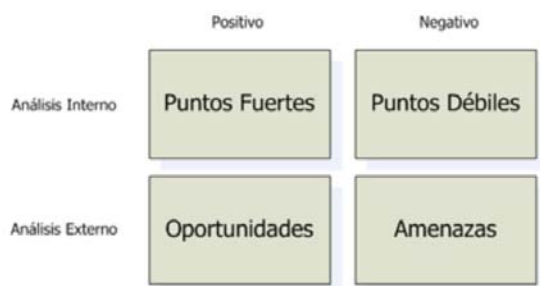 Positivo Negativo
Análisis Interno Puntos Fuertes Puntos Débiles
Análisis Externo Oportunidades Amenazas